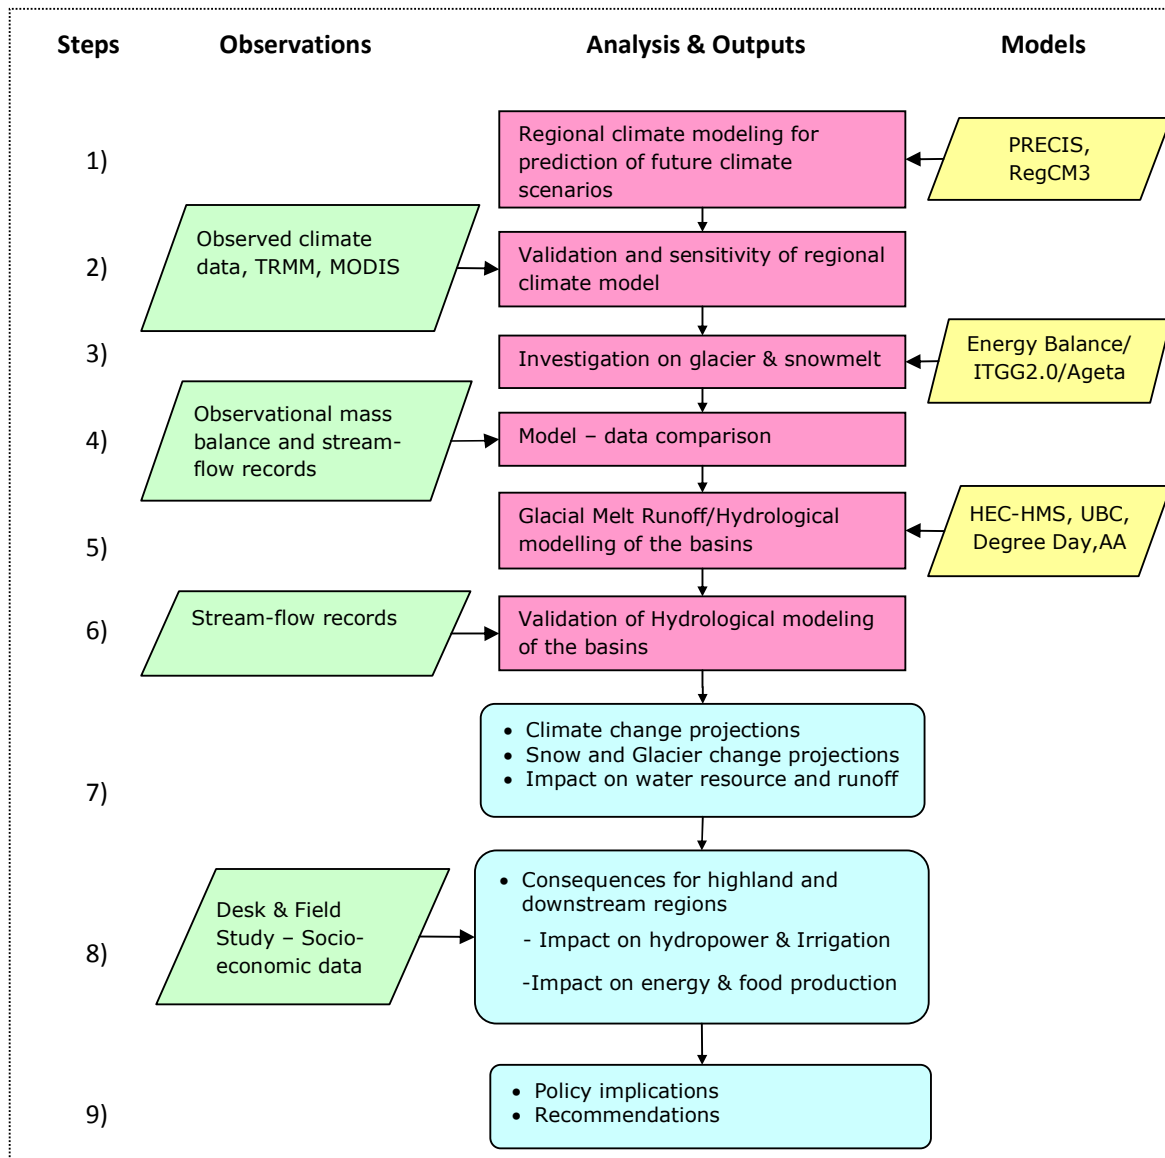 Steps
Observations
Analysis & Outputs
Models
1)
Regional climate modeling for
prediction of future climate
scenarios
PRECIS,
RegCM3
2)
Observed climate
data, TRMM, MODIS
Validation and sensitivity of regional
climate model
3)
Investigation on glacier & snowmelt
Energy Balance/
ITGG2.0/Ageta
4)
Observational mass
balance and stream-
flow records
Model – data comparison
5)
Glacial Melt Runoff/Hydrological
modelling of the basins
HEC-HMS, UBC,
Degree Day,AA
6)
Stream-flow records
Validation of Hydrological modeling
of the basins
7)
• Climate change projections
• Snow and Glacier change projections
• Impact on water resource and runoff
8)
Desk & Field
Study – Socio-
economic data
• Consequences for highland and
downstream regions
- Impact on hydropower & Irrigation
-Impact on energy & food production
9)
• Policy implications
• Recommendations